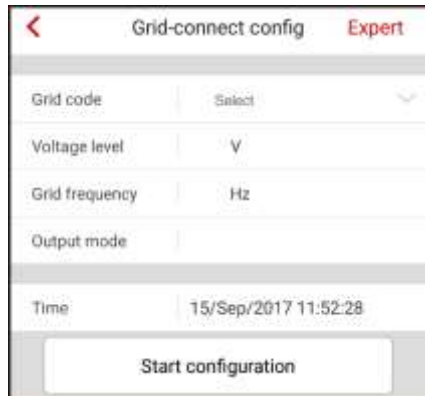 Grid-connect config Expert
Grid code Select
Voltage level V
Grid frequency Hz
Output mode
Time 15/Sep/2017 11:52:28
Start configuration